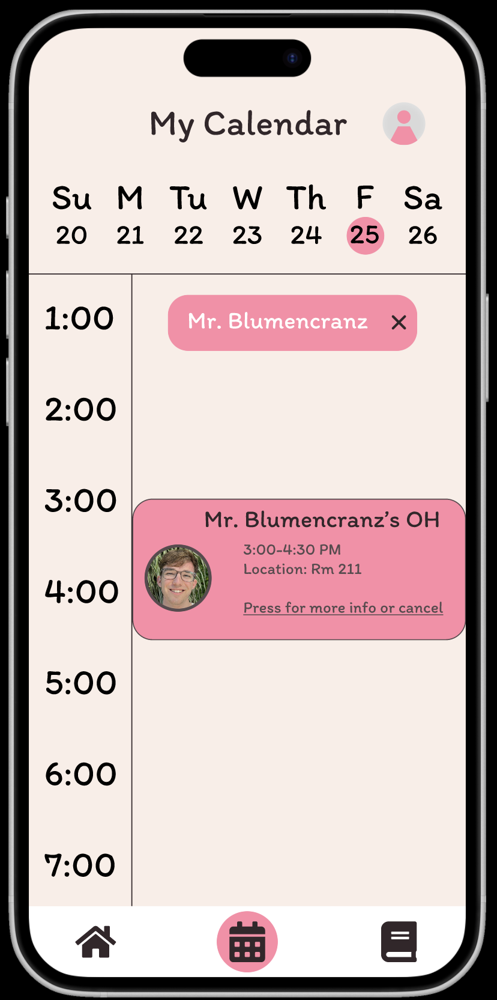 My Calendar
Su M Tu W Th F Sa
20 21 22 23 24 25 26
1:00
Mr. Blumencranz
2:00
3:00
Mr. Blumencranz’s OH
3:00-4:30 PM
Location: Rm 211
4:00
Press for more info or cancel
5:00
6:00
7:00